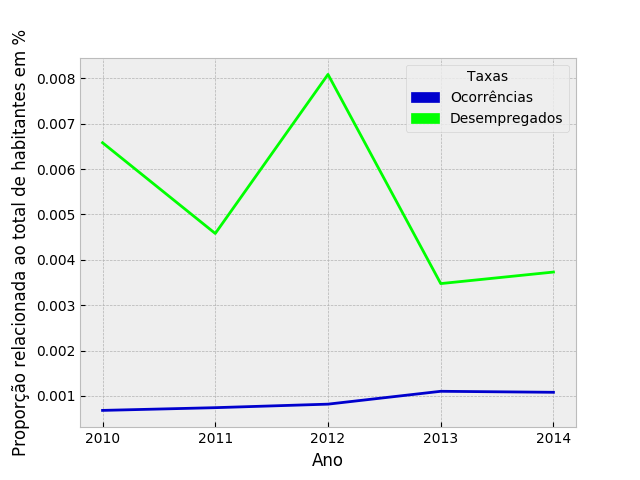 Proporção relacionada ao total de habitantes em %
0.008
0.007
0.006
0.005
0.004
0.003
0.002
0.001
Taxas
Ocorrências
Desempregados
2010
2011
2012
2013
2014
Ano